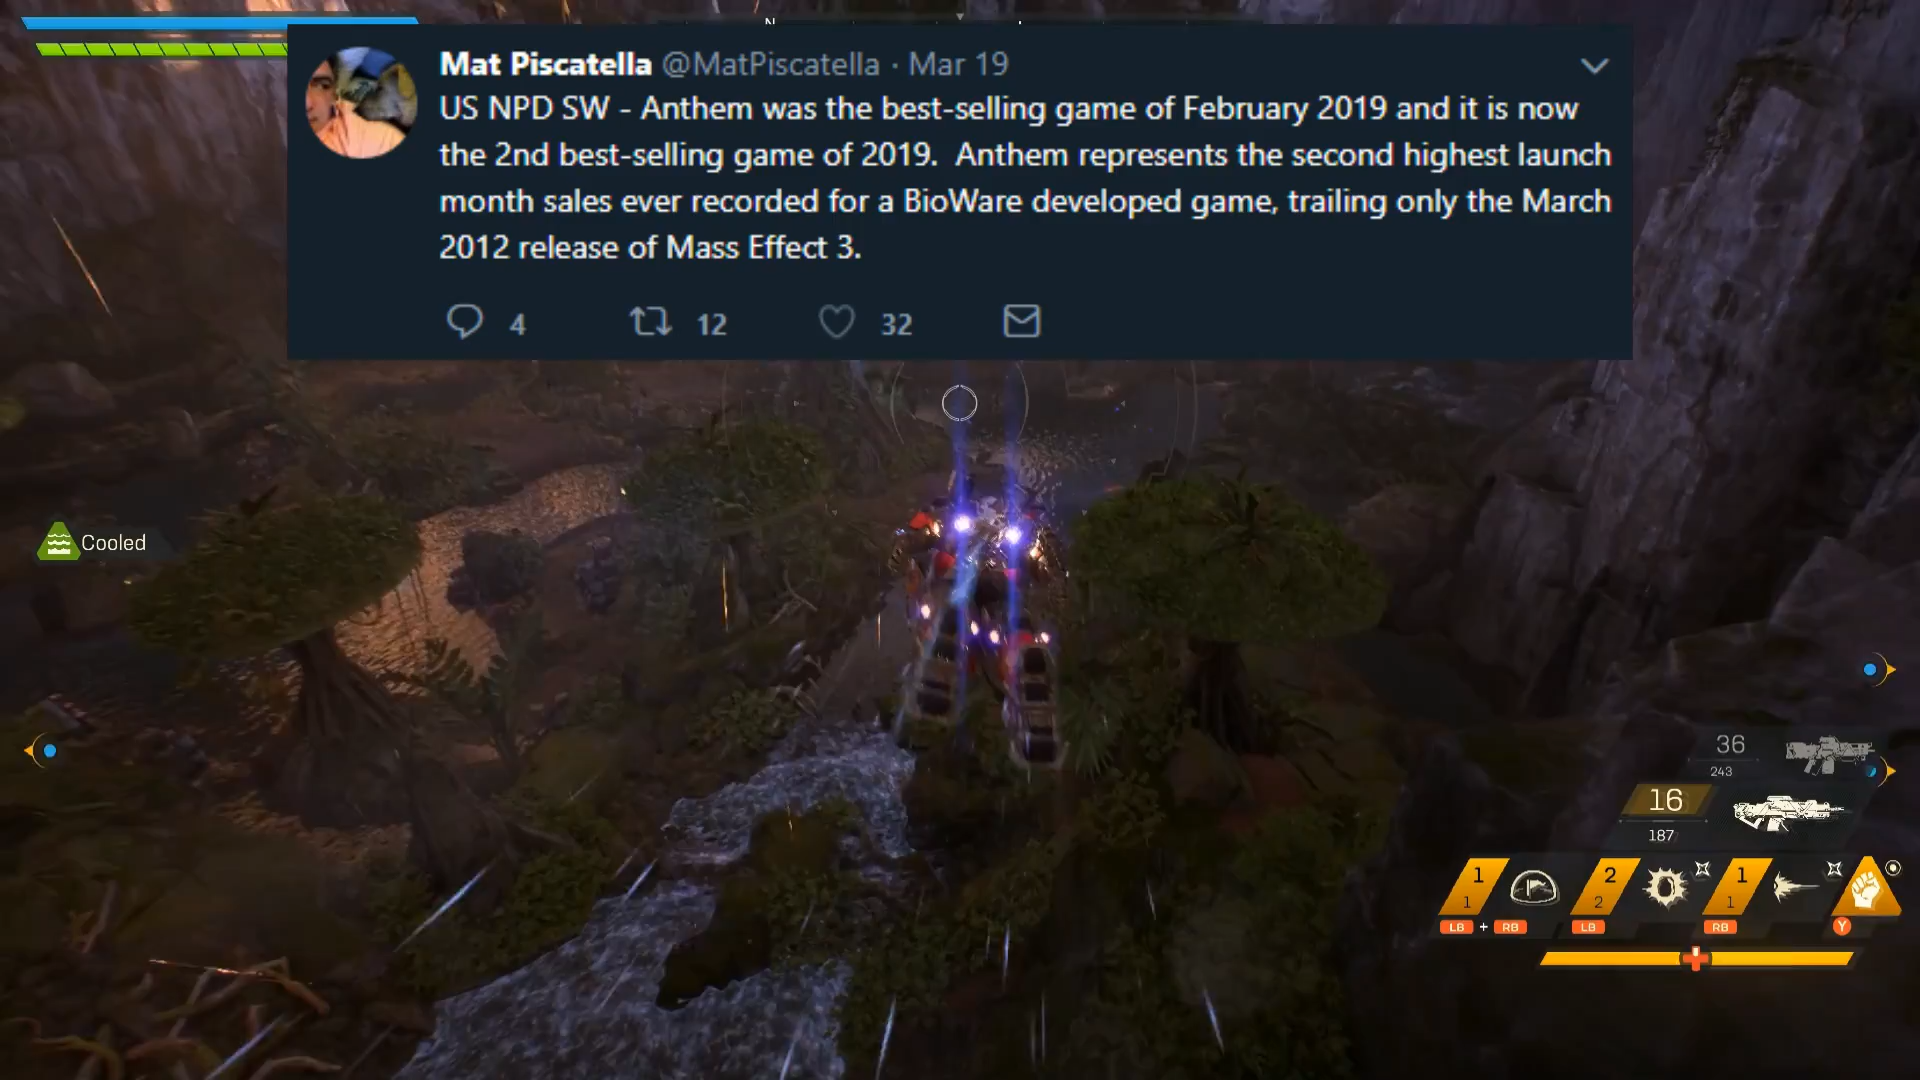 N
Mat Piscatella @MatPiscatella · Mar 19
US NPD SW - Anthem was the best-selling game of February 2019 and it is now
the 2nd best-selling game of 2019.  Anthem represents the second highest launch
month sales ever recorded for a BioWare developed game, trailing only the March
2012 release of Mass Effect 3.
4 12 32
Cooled
36
243
16
187
1 2 1
1 2 1
LB + RB LB RB Y